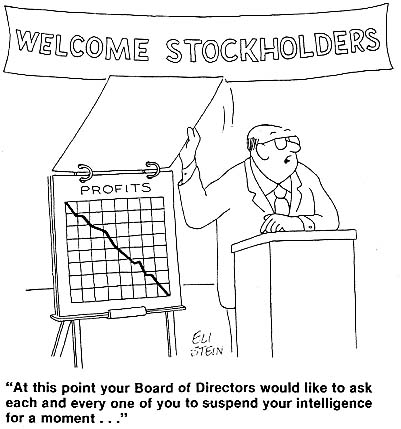 WELCOME STOCKHOLDERS
PROFITS
ELI
STEIN
"At this point your Board of Directors would like to ask
each and every one of you to suspend your intelligence
for a moment . . ."